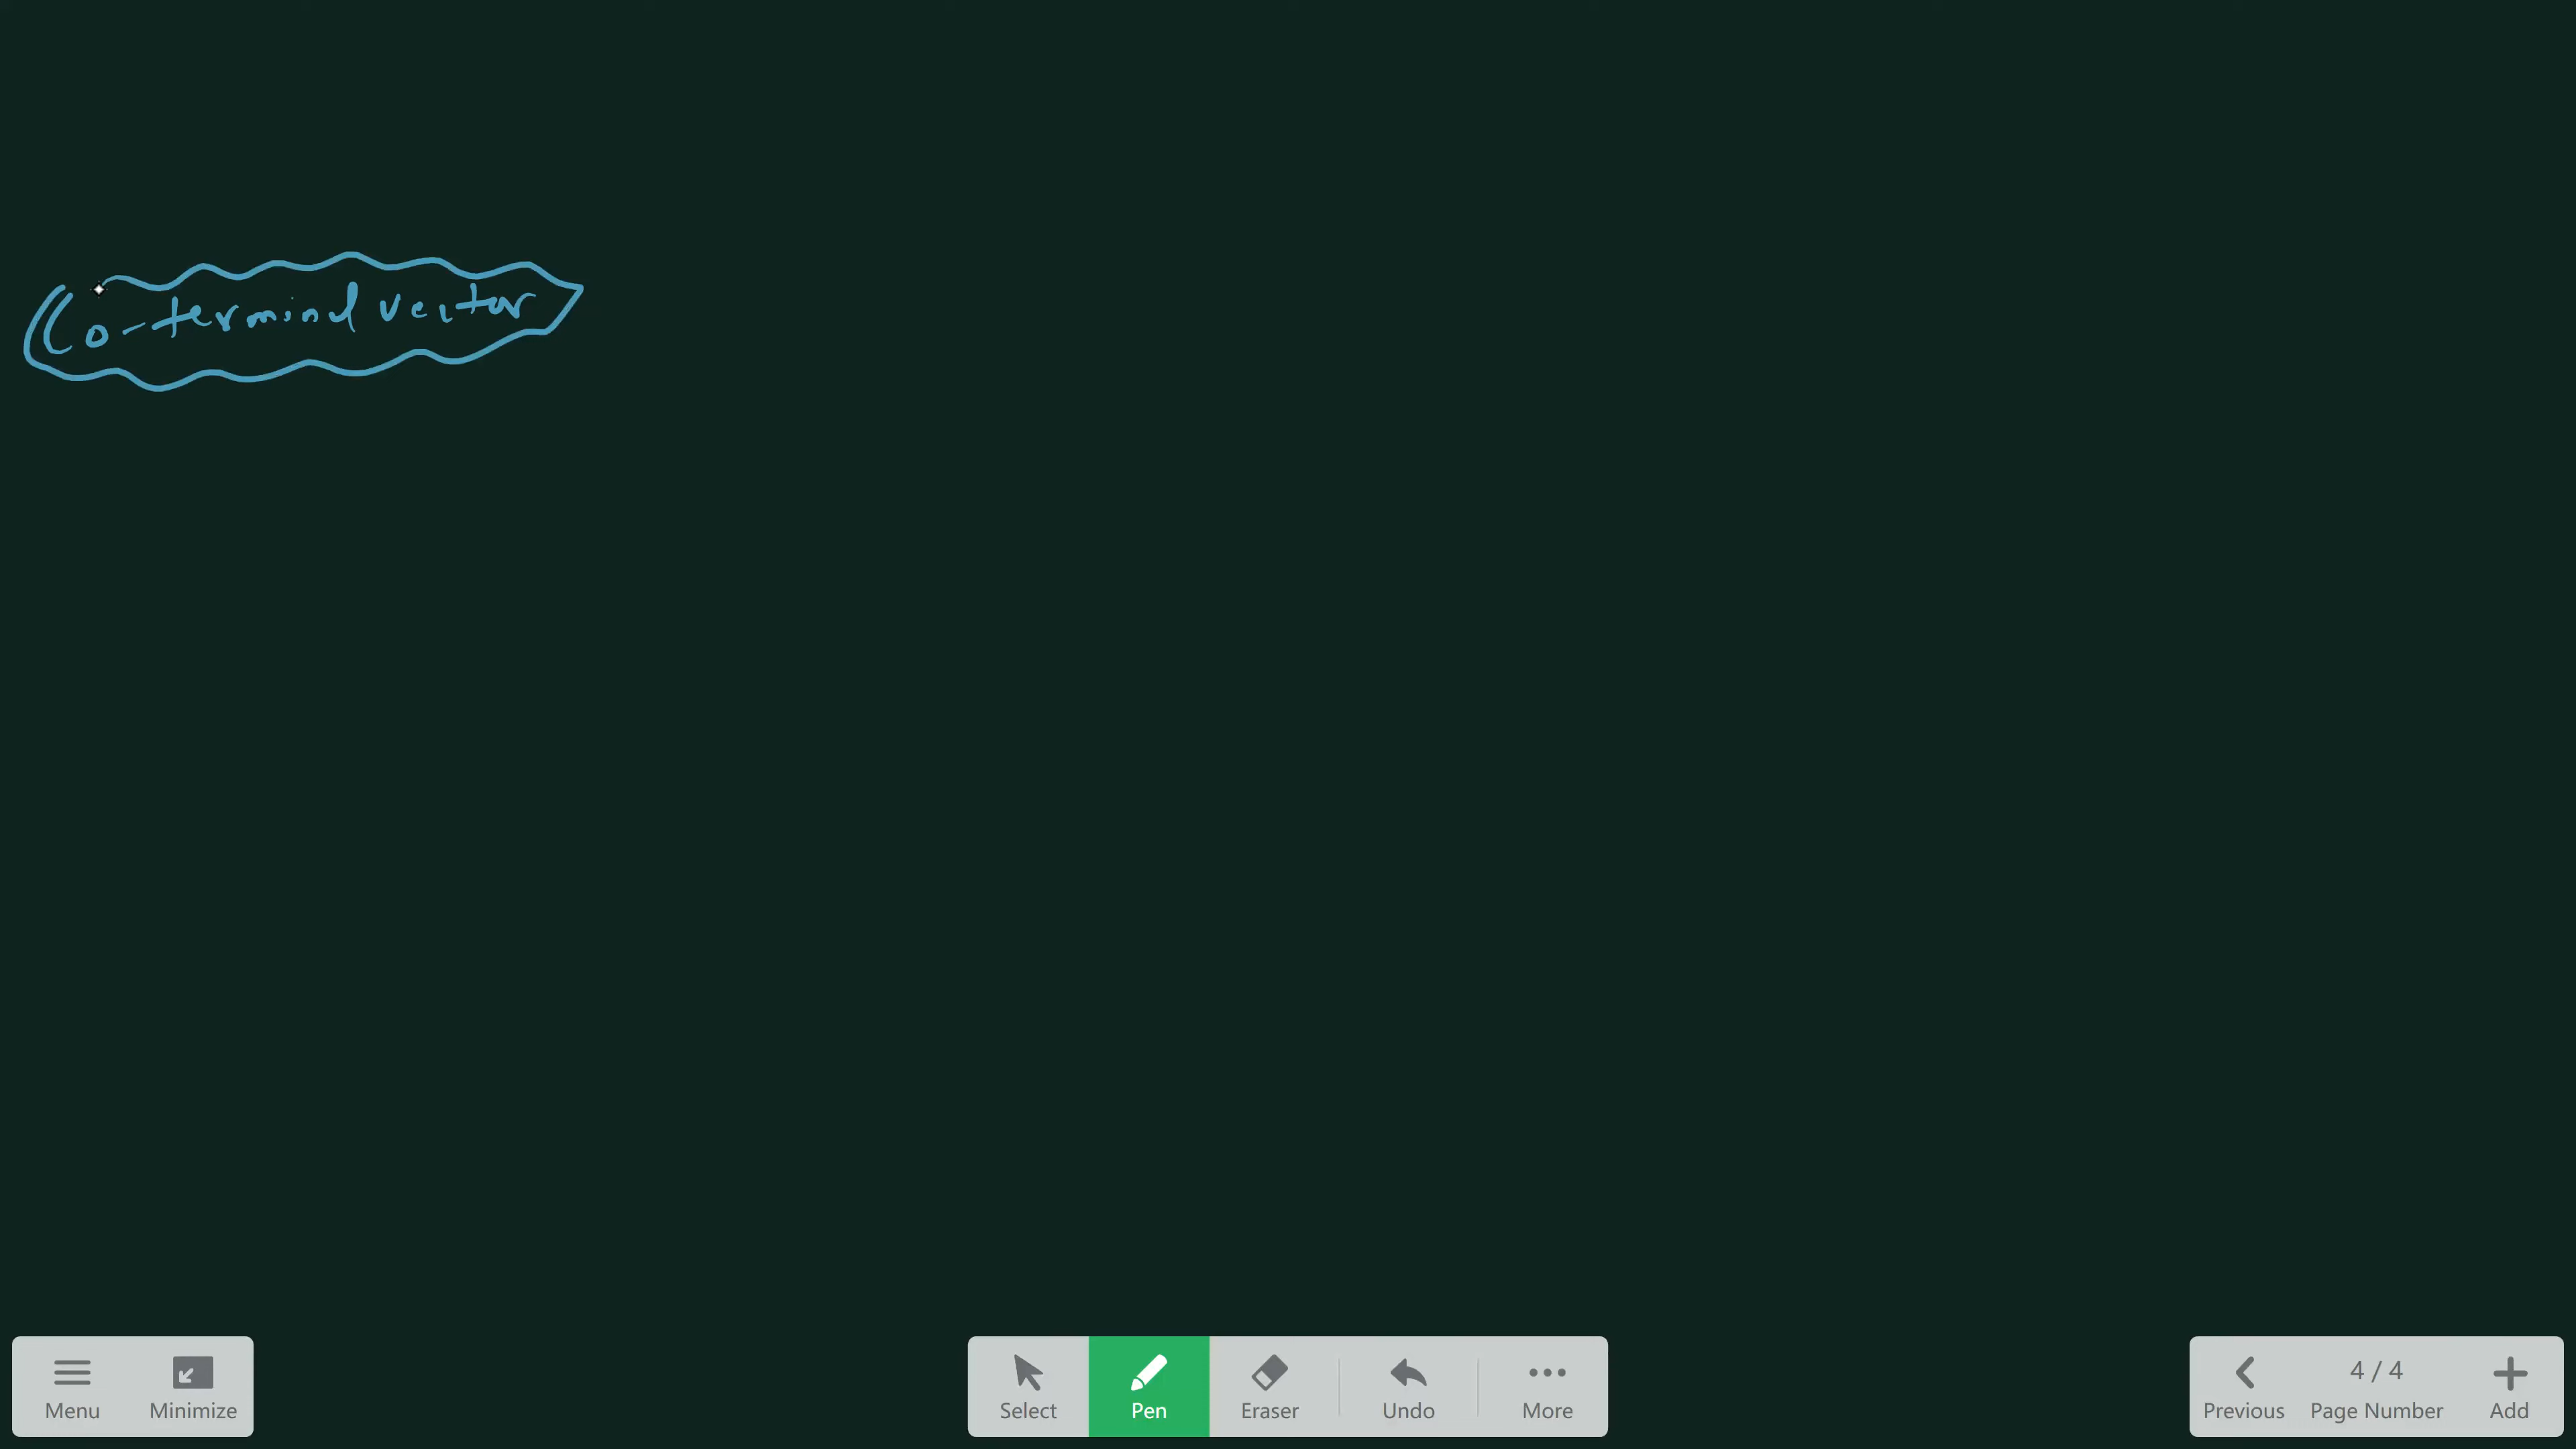 Co-terminal vector
Menu
Minimize
Select
Pen
Eraser
Undo
More
Previous
4 / 4
Page Number
Add